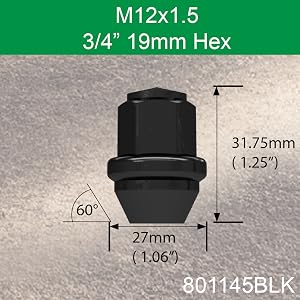 M12x1.5
3/4” 19mm Hex
31.75mm
( 1.25”)
60°
27mm
( 1.06”)
801145BLK